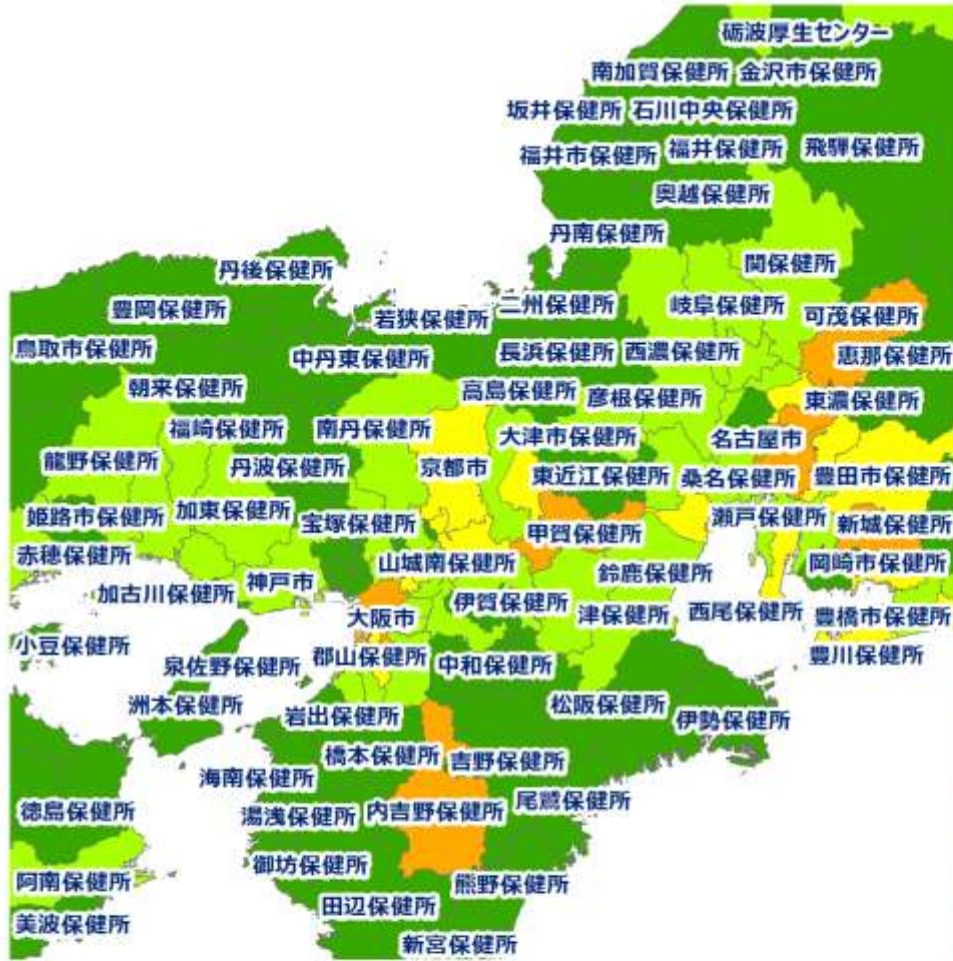 砺波厚生センター
南加賀保健所 金沢市保健所
坂井保健所 石川中央保健所
福井市保健所 福井保健所 飛騨保健所
奥越保健所
丹南保健所
丹後保健所 関保健所
豊岡保健所 若狭保健所 二州保健所 岐阜保健所 可茂保健所
鳥取市保健所 中丹東保健所 長浜保健所 西濃保健所 恵那保健所
朝来保健所 高島保健所 彦根保健所 東濃保健所
福崎保健所 南丹保健所 大津市保健所 名古屋市
龍野保健所 丹波保健所 京都市 東近江保健所 桑名保健所 豊田市保健所
姫路市保健所 加東保健所 宝塚保健所 甲賀保健所 瀬戸保健所 新城保健所
赤穂保健所 山城南保健所 鈴鹿保健所 岡崎市保健所
加古川保健所 神戸市 大阪市 伊賀保健所 津保健所 西尾保健所 豊橋市保健所
小豆保健所 泉佐野保健所 郡山保健所 中和保健所 豊川保健所
洲本保健所 岩出保健所 松阪保健所 伊勢保健所
橋本保健所 吉野保健所
海南保健所 尾鷲保健所
徳島保健所 湯浅保健所 内吉野保健所
阿南保健所 御坊保健所 熊野保健所
美波保健所 田辺保健所
新宮保健所